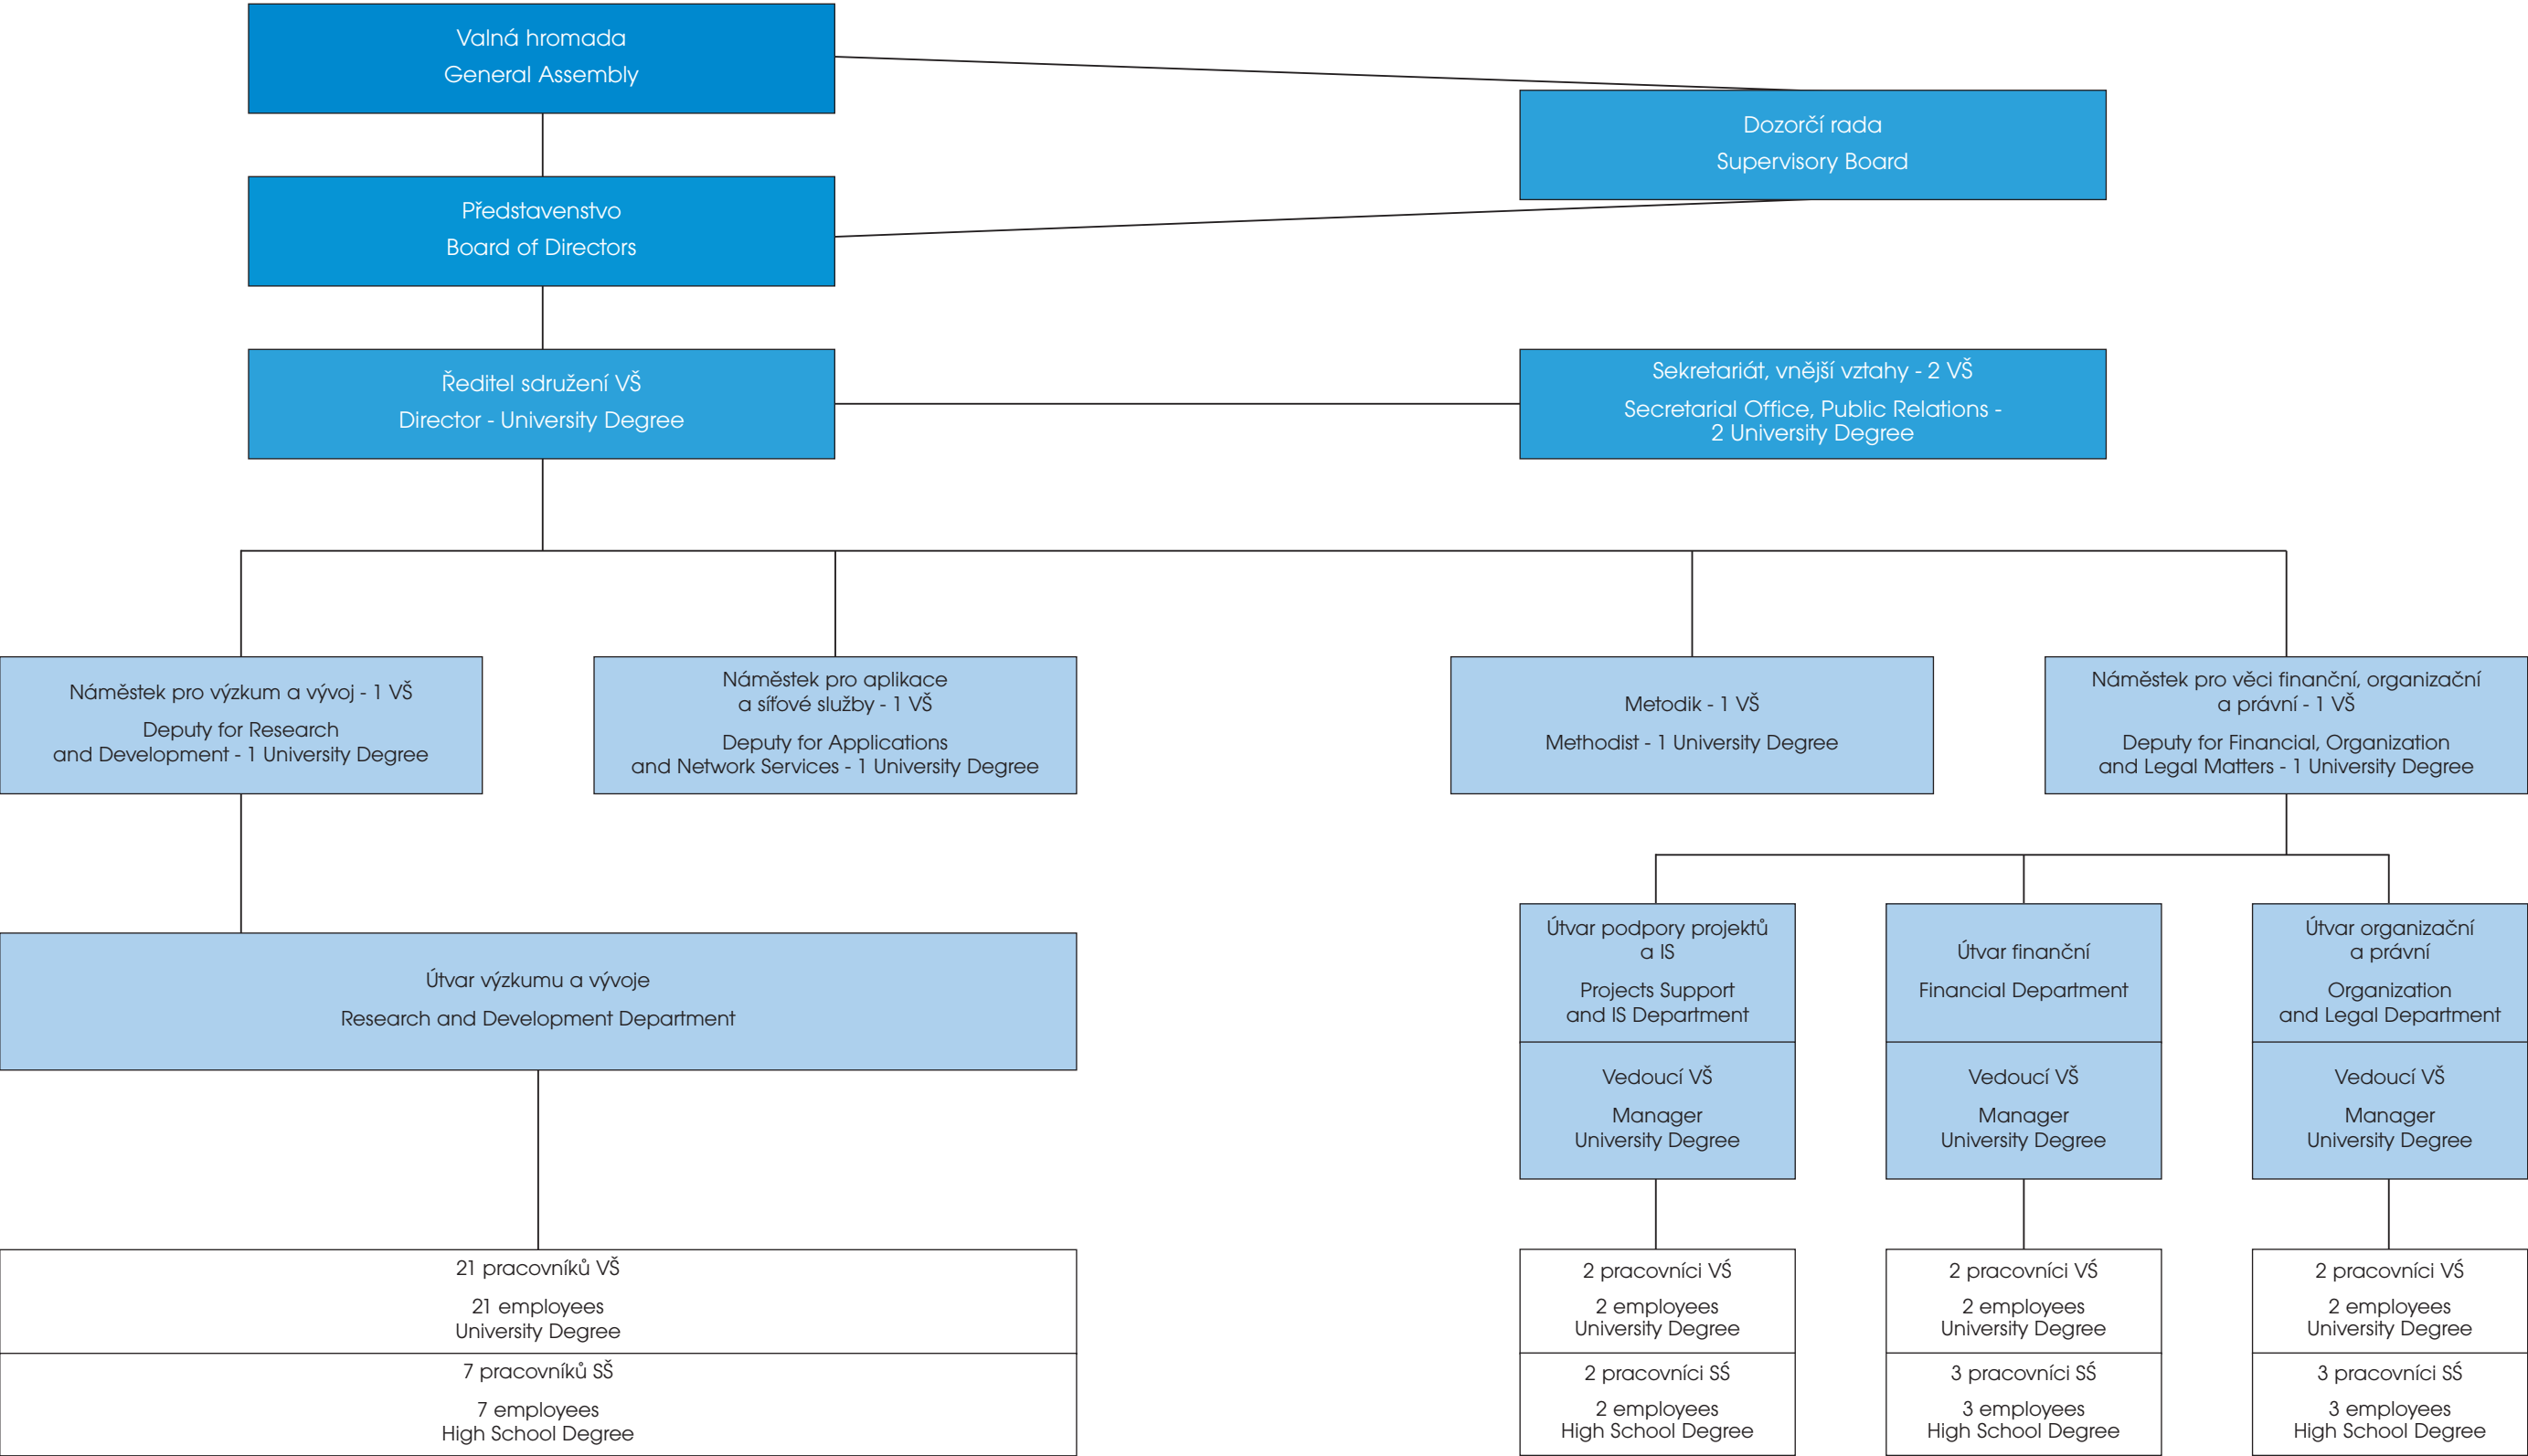 Valná hromada
General Assembly
Dozorčí rada
Supervisory Board
Představenstvo
Board of Directors
Ředitel sdružení VŠ
Director - University Degree
Sekretariát, vnější vztahy - 2 VŠ
Secretarial Office, Public Relations -
2 University Degree
Náměstek pro výzkum a vývoj - 1 VŠ
Deputy for Research
and Development - 1 University Degree
Náměstek pro aplikace
a síťové služby - 1 VŠ
Deputy for Applications
and Network Services - 1 University Degree
Metodik - 1 VŠ
Methodist - 1 University Degree
Náměstek pro věci finanční, organizační
a právní - 1 VŠ
Deputy for Financial, Organization
and Legal Matters - 1 University Degree
Útvar výzkumu a vývoje
Research and Development Department
Útvar podpory projektů
a IS
Projects Support
and IS Department
Vedoucí VŠ
Manager
University Degree
Útvar finanční
Financial Department
Vedoucí VŠ
Manager
University Degree
Útvar organizační
a právní
Organization
and Legal Department
Vedoucí VŠ
Manager
University Degree
21 pracovníků VŠ
21 employees
University Degree
7 pracovníků SŠ
7 employees
High School Degree
2 pracovníci VŚ
2 employees
University Degree
2 pracovníci SŚ
2 employees
High School Degree
2 pracovníci VŚ
2 employees
University Degree
3 pracovníci SŚ
3 employees
High School Degree
2 pracovníci VŚ
2 employees
University Degree
3 pracovníci SŚ
3 employees
High School Degree